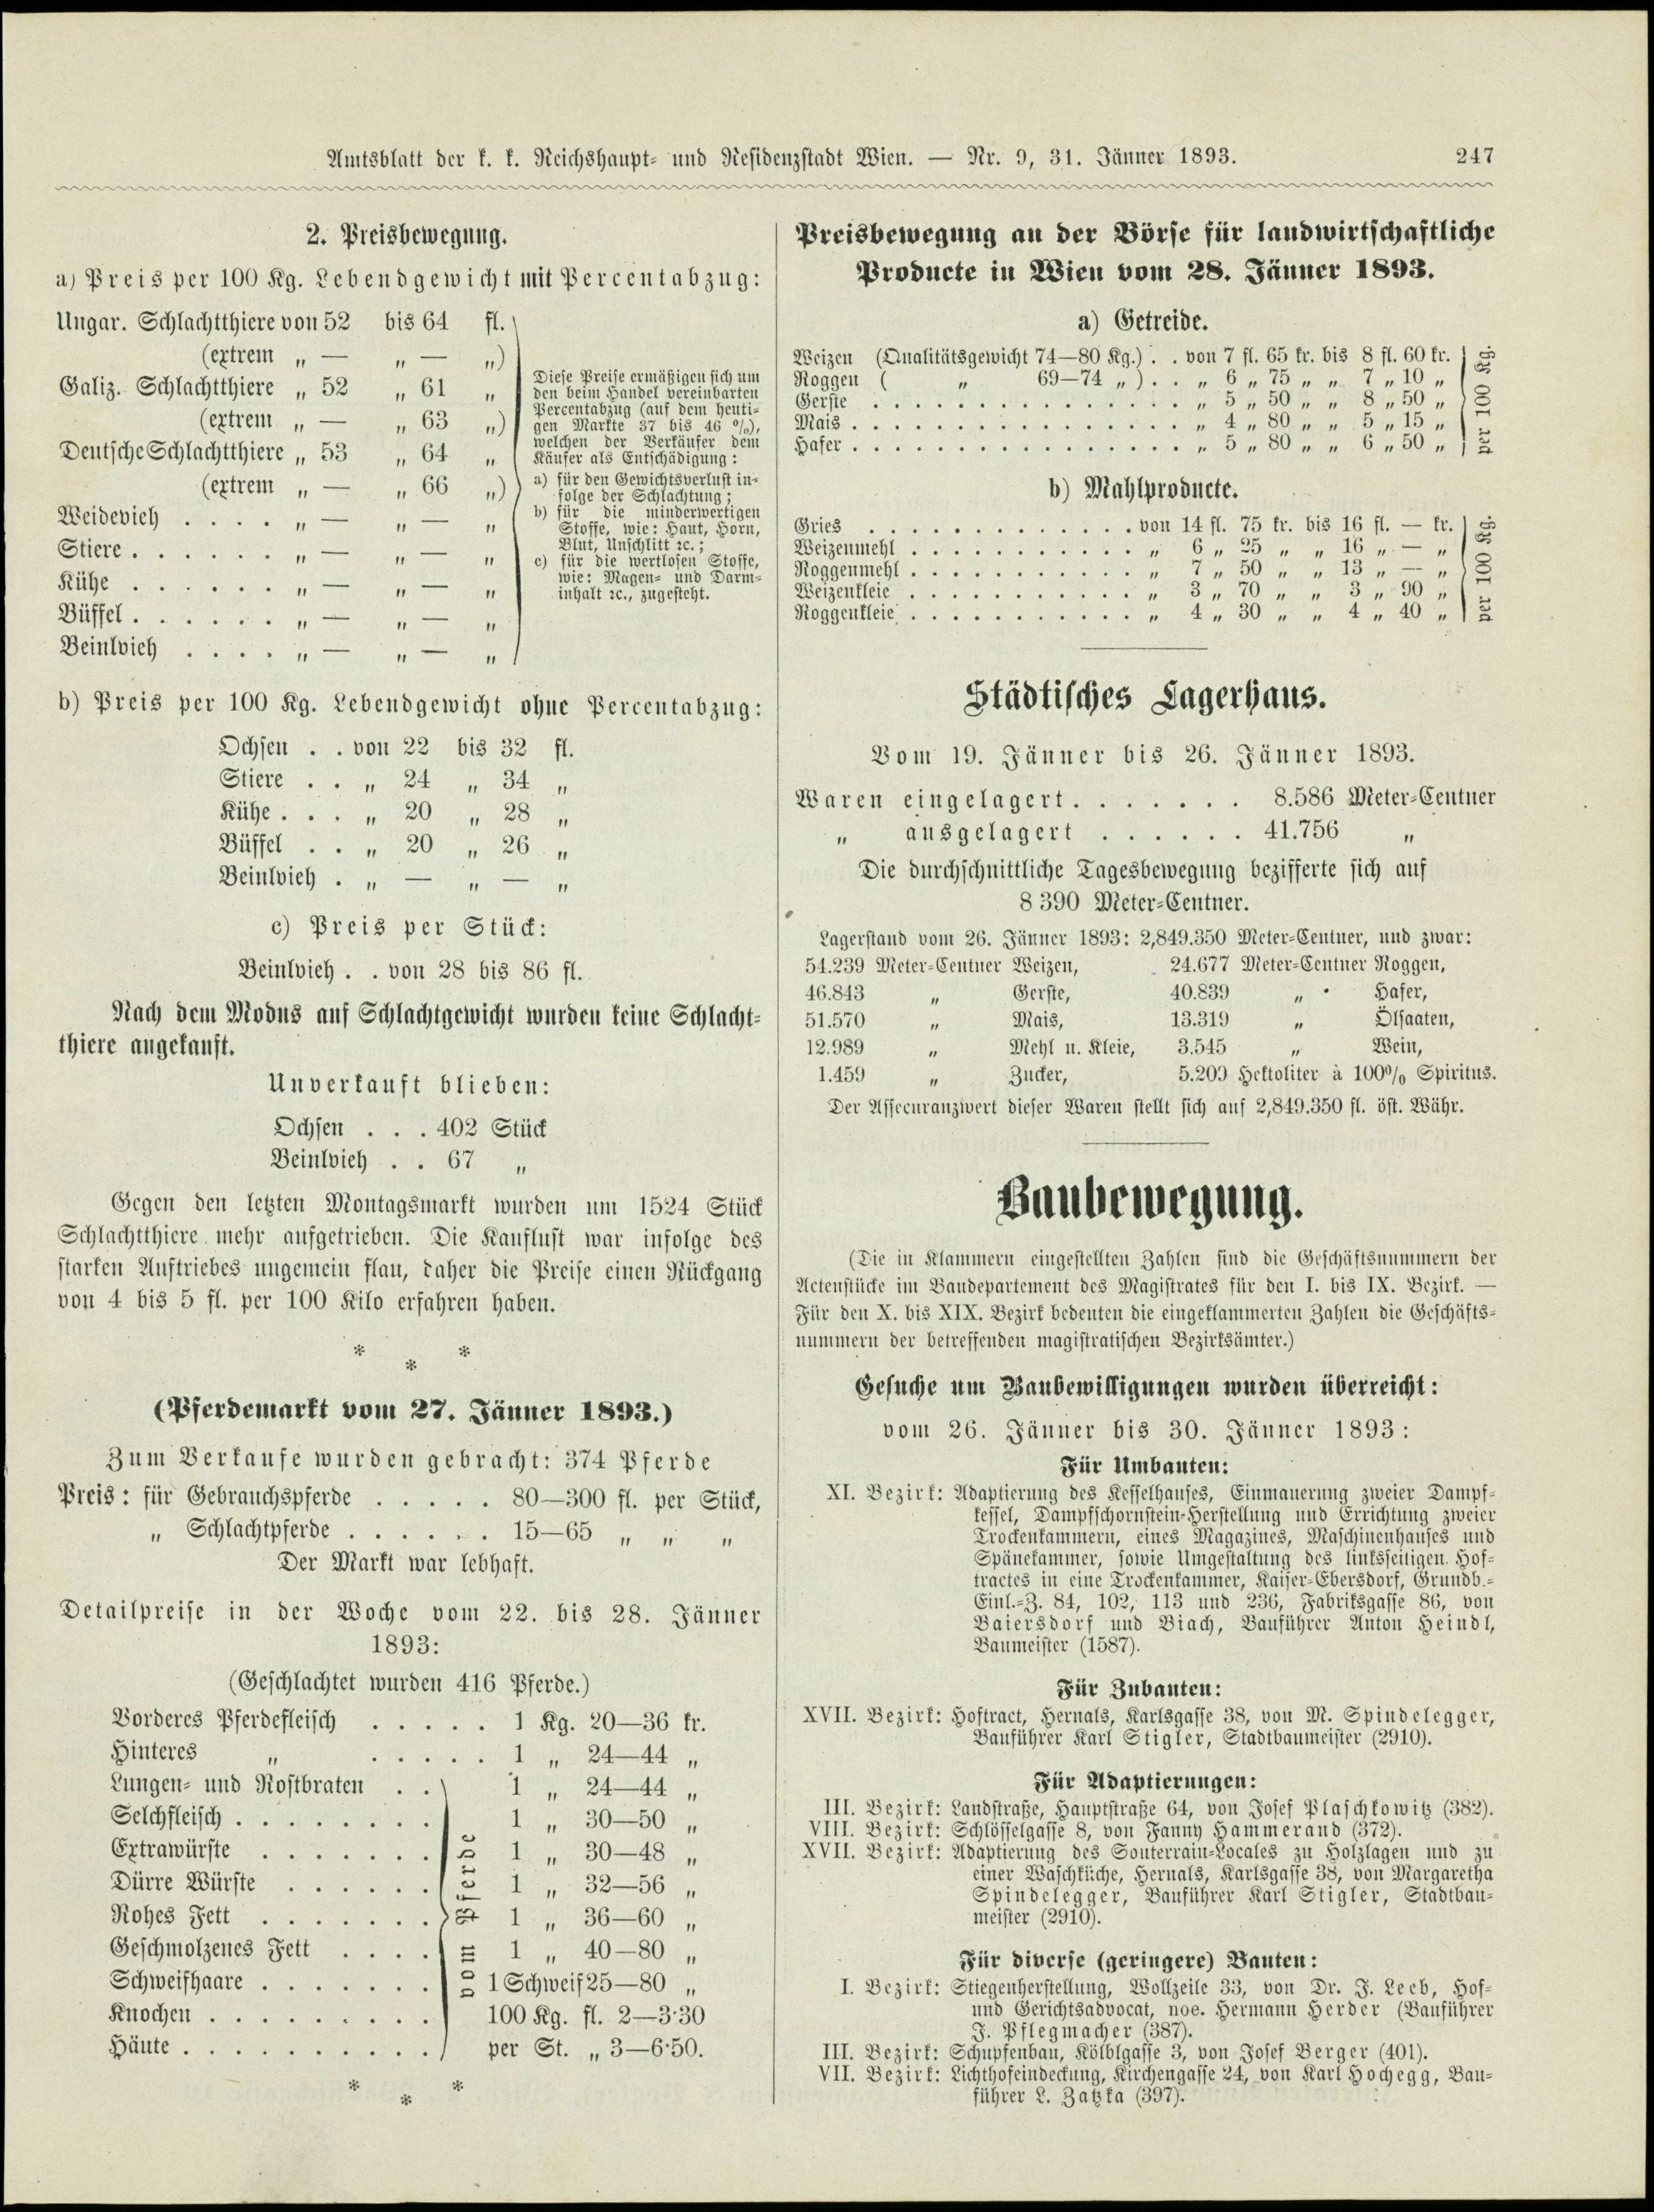 Amtsblatt der k. k. Reichshaupt- und Residenzstadt Wien. — Nr. 9, 31. Jänner 1893. 247
2. Preisbewegung.
a) Preis per 100 Kg. Lebendgewicht mit Percentabzug:
Ungar. Schlachtthiere von 52 bis 64 fl.
(extrem „ — „ — „)
Galiz. Schlachtthiere „ 52 „ 61 „
(extrem „ — „ 63 „)
Deutsche Schlachtthiere „ 53 „ 64 „
(extrem „ — „ 66 „)
Weidevieh . . . . „ — „ — „
Stiere . . . . . . „ — „ — „
Kühe . . . . . . „ — „ — „
Büffel . . . . . . „ — „ — „
Beinlvieh . . . . „ — „ — „
Diese Preise ermäßigen sich um
den beim Handel vereinbarten
Percentabzug (auf dem heuti-
gen Markte 37 bis 46 %),
welchen der Verkäufer dem
Käufer als Entschädigung:
a) für den Gewichtsverlust in-
folge der Schlachtung;
b) für die minderwertigen
Stoffe, wie: Haut, Horn,
Blut, Unschlitt ꝛc.;
c) für die wertlosen Stoffe,
wie: Magen- und Darm-
inhalt ꝛc., zugesteht.
b) Preis per 100 Kg. Lebendgewicht ohne Percentabzug:
Ochsen . . von 22 bis 32 fl.
Stiere . . „ 24 „ 34 „
Kühe . . . „ 20 „ 28 „
Büffel . . „ 20 „ 26 „
Beinlvieh . „ — „ — „
c) Preis per Stück:
Beinlvieh . . von 28 bis 86 fl.
Nach dem Modus auf Schlachtgewicht wurden keine Schlacht-
thiere angekauft.
Unverkauft blieben:
Ochsen . . . 402 Stück
Beinlvieh . . 67 „
Gegen den letzten Montagsmarkt wurden um 1524 Stück
Schlachtthiere mehr aufgetrieben. Die Kauflust war infolge des
starken Auftriebes ungemein flau, daher die Preise einen Rückgang
von 4 bis 5 fl. per 100 Kilo erfahren haben.
* * *
(Pferdemarkt vom 27. Jänner 1893.)
Zum Verkaufe wurden gebracht: 374 Pferde
Preis: für Gebrauchspferde . . . . . 80—300 fl. per Stück,
„ Schlachtpferde . . . . . . 15—65 „ „ „
Der Markt war lebhaft.
Detailpreise in der Woche vom 22. bis 28. Jänner
1893:
(Geschlachtet wurden 416 Pferde.)
Vorderes Pferdefleisch . . . . . 1 Kg. 20—36 kr.
Hinteres „ . . . . . 1 „ 24—44 „
Lungen- und Rostbraten . . 1 „ 24—44 „
Selchfleisch . . . . . . . . 1 „ 30—50 „
Extrawürste . . . . . . . 1 „ 30—48 „
Dürre Würste . . . . . . 1 „ 32—56 „
Rohes Fett . . . . . . . 1 „ 36—60 „
Geschmolzenes Fett . . . . 1 „ 40—80 „
Schweifhaare . . . . . . . 1 Schweif 25—80 „
Knochen . . . . . . . . . 100 Kg. fl. 2—3·30
Häute . . . . . . . . . . per St. „ 3—6·50.
vom Pferde
* * *
Preisbewegung an der Börse für landwirtschaftliche
Producte in Wien vom 28. Jänner 1893.
a) Getreide.
Weizen (Qualitätsgewicht 74—80 Kg.) . . von 7 fl. 65 kr. bis 8 fl. 60 kr.
Roggen ( „ 69—74 „ ) . . „ 6 „ 75 „ „ 7 „ 10 „
Gerste . . . . . . . . . . . . . . . . „ 5 „ 50 „ „ 8 „ 50 „
Mais . . . . . . . . . . . . . . . . . „ 4 „ 80 „ „ 5 „ 15 „
Hafer . . . . . . . . . . . . . . . . . „ 5 „ 80 „ „ 6 „ 50 „
per 100 Kg.
b) Mahlproducte.
Gries . . . . . . . . . . . . . von 14 fl. 75 kr. bis 16 fl. — kr.
Weizenmehl . . . . . . . . . . . „ 6 „ 25 „ „ 16 „ — „
Roggenmehl . . . . . . . . . . . „ 7 „ 50 „ „ 13 „ — „
Weizenkleie . . . . . . . . . . . „ 3 „ 70 „ „ 3 „ 90 „
Roggenkleie . . . . . . . . . . . „ 4 „ 30 „ „ 4 „ 40 „
per 100 Kg.
Städtisches Lagerhaus.
Vom 19. Jänner bis 26. Jänner 1893.
Waren eingelagert . . . . . . . 8.586 Meter-Centner
„ ausgelagert . . . . . . 41.756 „
Die durchschnittliche Tagesbewegung bezifferte sich auf
8 390 Meter-Centner.
Lagerstand vom 26. Jänner 1893: 2,849.350 Meter-Centner, und zwar:
54.239 Meter-Centner Weizen, 24.677 Meter-Centner Roggen,
46.843 „ Gerste, 40.839 „ Hafer,
51.570 „ Mais, 13.319 „ Ölsaaten,
12.989 „ Mehl u. Kleie, 3.545 „ Wein,
1.459 „ Zucker, 5.209 Hektoliter à 100% Spiritus.
Der Assecuranzwert dieser Waren stellt sich auf 2,849.350 fl. öst. Währ.
Baubewegung.
(Die in Klammern eingestellten Zahlen sind die Geschäftsnummern der
Actenstücke im Baudepartement des Magistrates für den I. bis IX. Bezirk. —
Für den X. bis XIX. Bezirk bedeuten die eingeklammerten Zahlen die Geschäfts-
nummern der betreffenden magistratischen Bezirksämter.)
Gesuche um Baubewilligungen wurden überreicht:
vom 26. Jänner bis 30. Jänner 1893:
Für Umbauten:
XI. Bezirk: Adaptierung des Kesselhauses, Einmauerung zweier Dampf-
kessel, Dampfschornstein-Herstellung und Errichtung zweier
Trockenkammern, eines Magazines, Maschinenhauses und
Spänekammer, sowie Umgestaltung des linksseitigen Hof-
tractes in eine Trockenkammer, Kaiser-Ebersdorf, Grundb.-
Einl.-Z. 84, 102, 113 und 236, Fabriksgasse 86, von
Baiersdorf und Biach, Bauführer Anton Heindl,
Baumeister (1587).
Für Zubauten:
XVII. Bezirk: Hoftract, Hernals, Karlsgasse 38, von M. Spindelegger,
Bauführer Karl Stigler, Stadtbaumeister (2910).
Für Adaptierungen:
III. Bezirk: Landstraße, Hauptstraße 64, von Josef Plaschkowitz (382).
VIII. Bezirk: Schlösselgasse 8, von Fanny Hammerand (372).
XVII. Bezirk: Adaptierung des Souterrain-Locales zu Holzlagen und zu
einer Waschküche, Hernals, Karlsgasse 38, von Margaretha
Spindelegger, Bauführer Karl Stigler, Stadtbau-
meister (2910).
Für diverse (geringere) Bauten:
I. Bezirk: Stiegenherstellung, Wollzeile 33, von Dr. J. Leeb, Hof-
und Gerichtsadvocat, noe. Hermann Herder (Bauführer
J. Pflegmacher (387).
III. Bezirk: Schupfenbau, Kölblgasse 3, von Josef Berger (401).
VII. Bezirk: Lichthofeindeckung, Kirchengasse 24, von Karl Hochegg, Bau-
führer L. Zatzka (397).